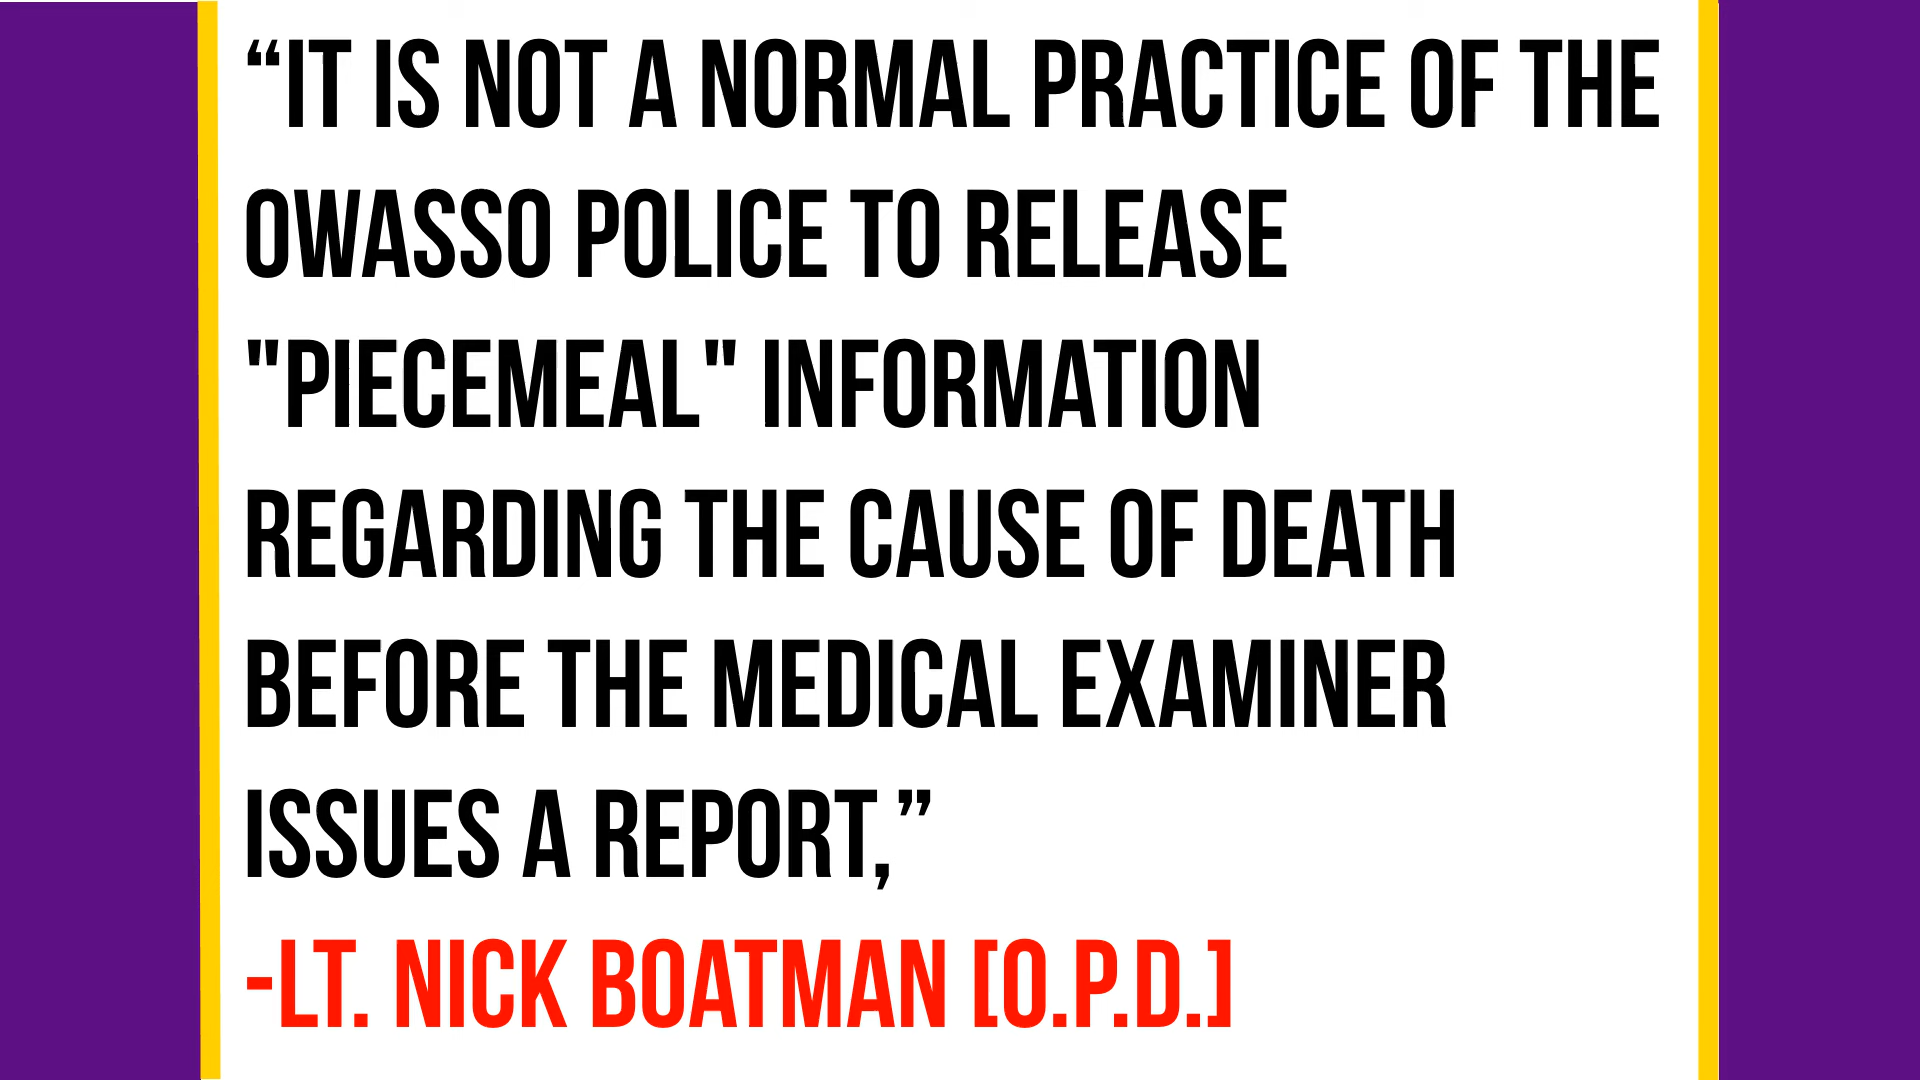 “IT IS NOT A NORMAL PRACTICE OF THE
OWASSO POLICE TO RELEASE
"PIECEMEAL" INFORMATION
REGARDING THE CAUSE OF DEATH
BEFORE THE MEDICAL EXAMINER
ISSUES A REPORT,”
-LT. NICK BOATMAN [O.P.D.]